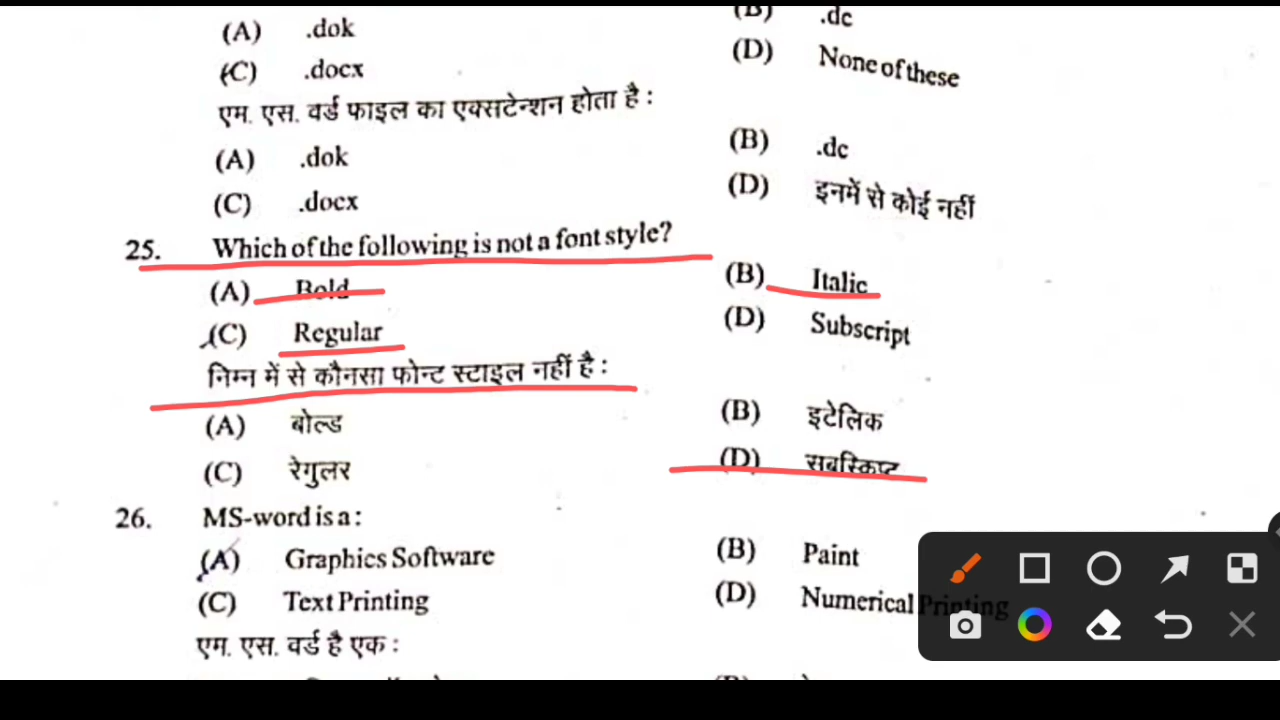 (A) .dok (B) .dc
(C) .docx (D) None of these
एम. एस. वर्ड फाइल का एक्सटेन्शन होता है :
(A) .dok (B) .dc
(C) .docx (D) इनमें से कोई नहीं
25. Which of the following is not a font style?
(A) Bold (B) Italic
(C) Regular (D) Subscript
निम्न में से कौनसा फोन्ट स्टाइल नहीं है :
(A) बोल्ड (B) इटेलिक
(C) रेगुलर (D) सबस्क्रिप्ट
26. MS-word is a :
(A) Graphics Software (B) Paint
(C) Text Printing (D) Numerical Printing
एम. एस. वर्ड है एक :